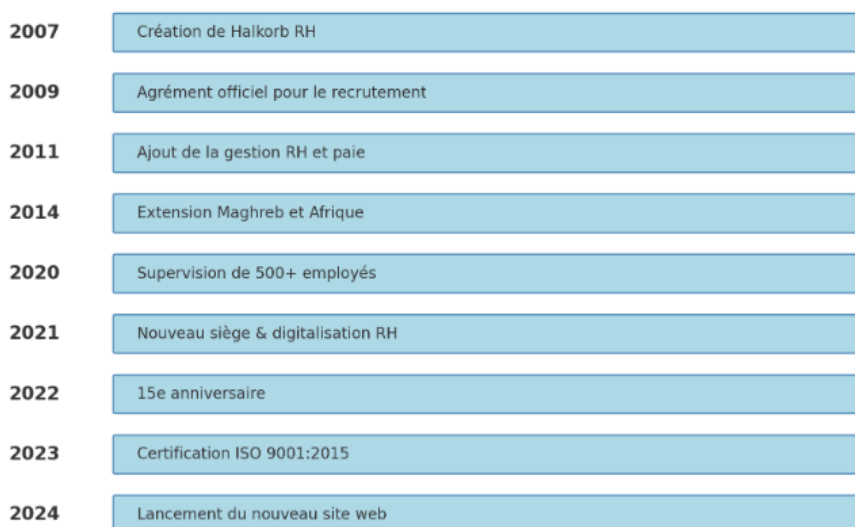 2007 Création de Halkorb RH
2009 Agrément officiel pour le recrutement
2011 Ajout de la gestion RH et paie
2014 Extension Maghreb et Afrique
2020 Supervision de 500+ employés
2021 Nouveau siège & digitalisation RH
2022 15e anniversaire
2023 Certification ISO 9001:2015
2024 Lancement du nouveau site web